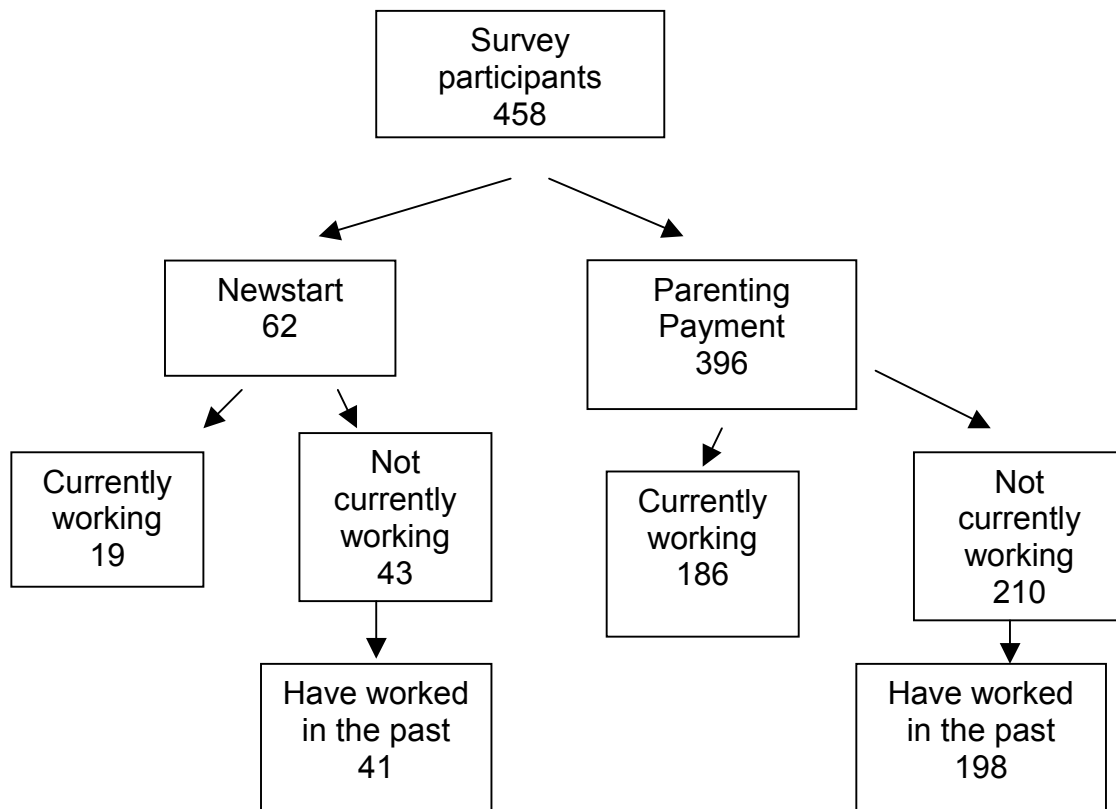 Survey
participants
458
Newstart
62
Parenting
Payment
396
Currently
working
19
Not
currently
working
43
Currently
working
186
Not
currently
working
210
Have worked
in the past
41
Have worked
in the past
198